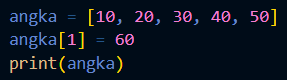 angka = [10, 20, 30, 40, 50]
angka[1] = 60
print(angka)